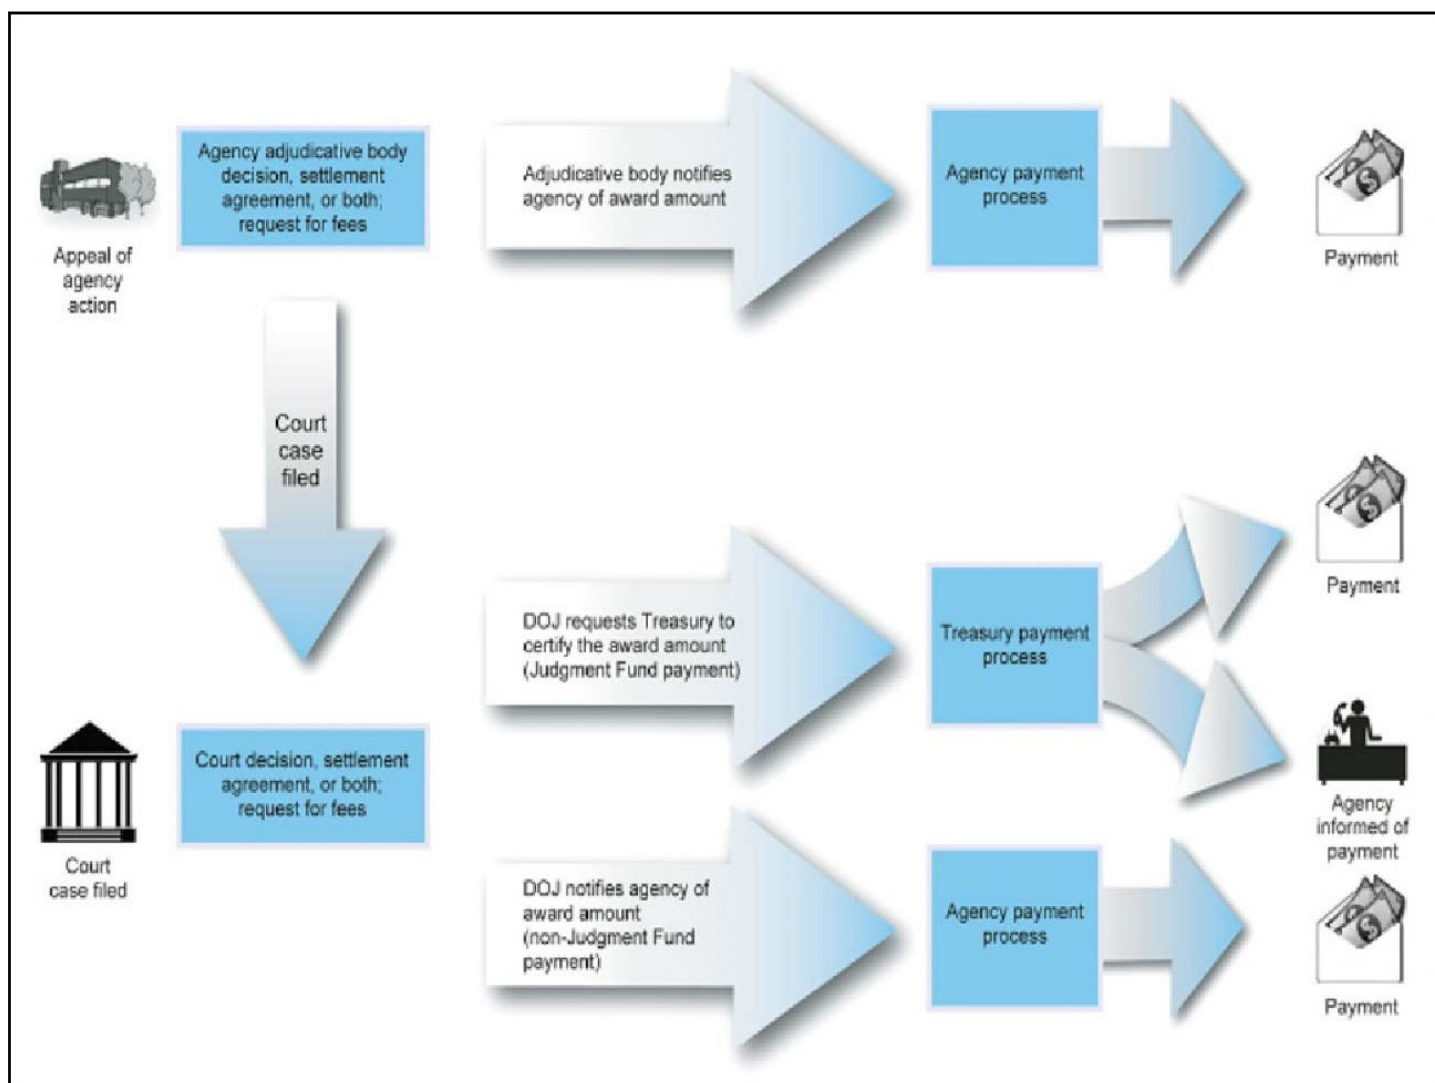 Appeal of
agency
action
Agency adjudicative body
decision, settlement
agreement, or both;
request for fees
Adjudicative body notifies
agency of award amount
Agency payment
process
Payment
Court
case
filed
Court
case filed
Court decision, settlement
agreement, or both;
request for fees
DOJ requests Treasury to
certify the award amount
(Judgment Fund payment)
Treasury payment
process
Payment
Agency
informed of
payment
DOJ notifies agency of
award amount
(non-Judgment Fund
payment)
Agency payment
process
Payment